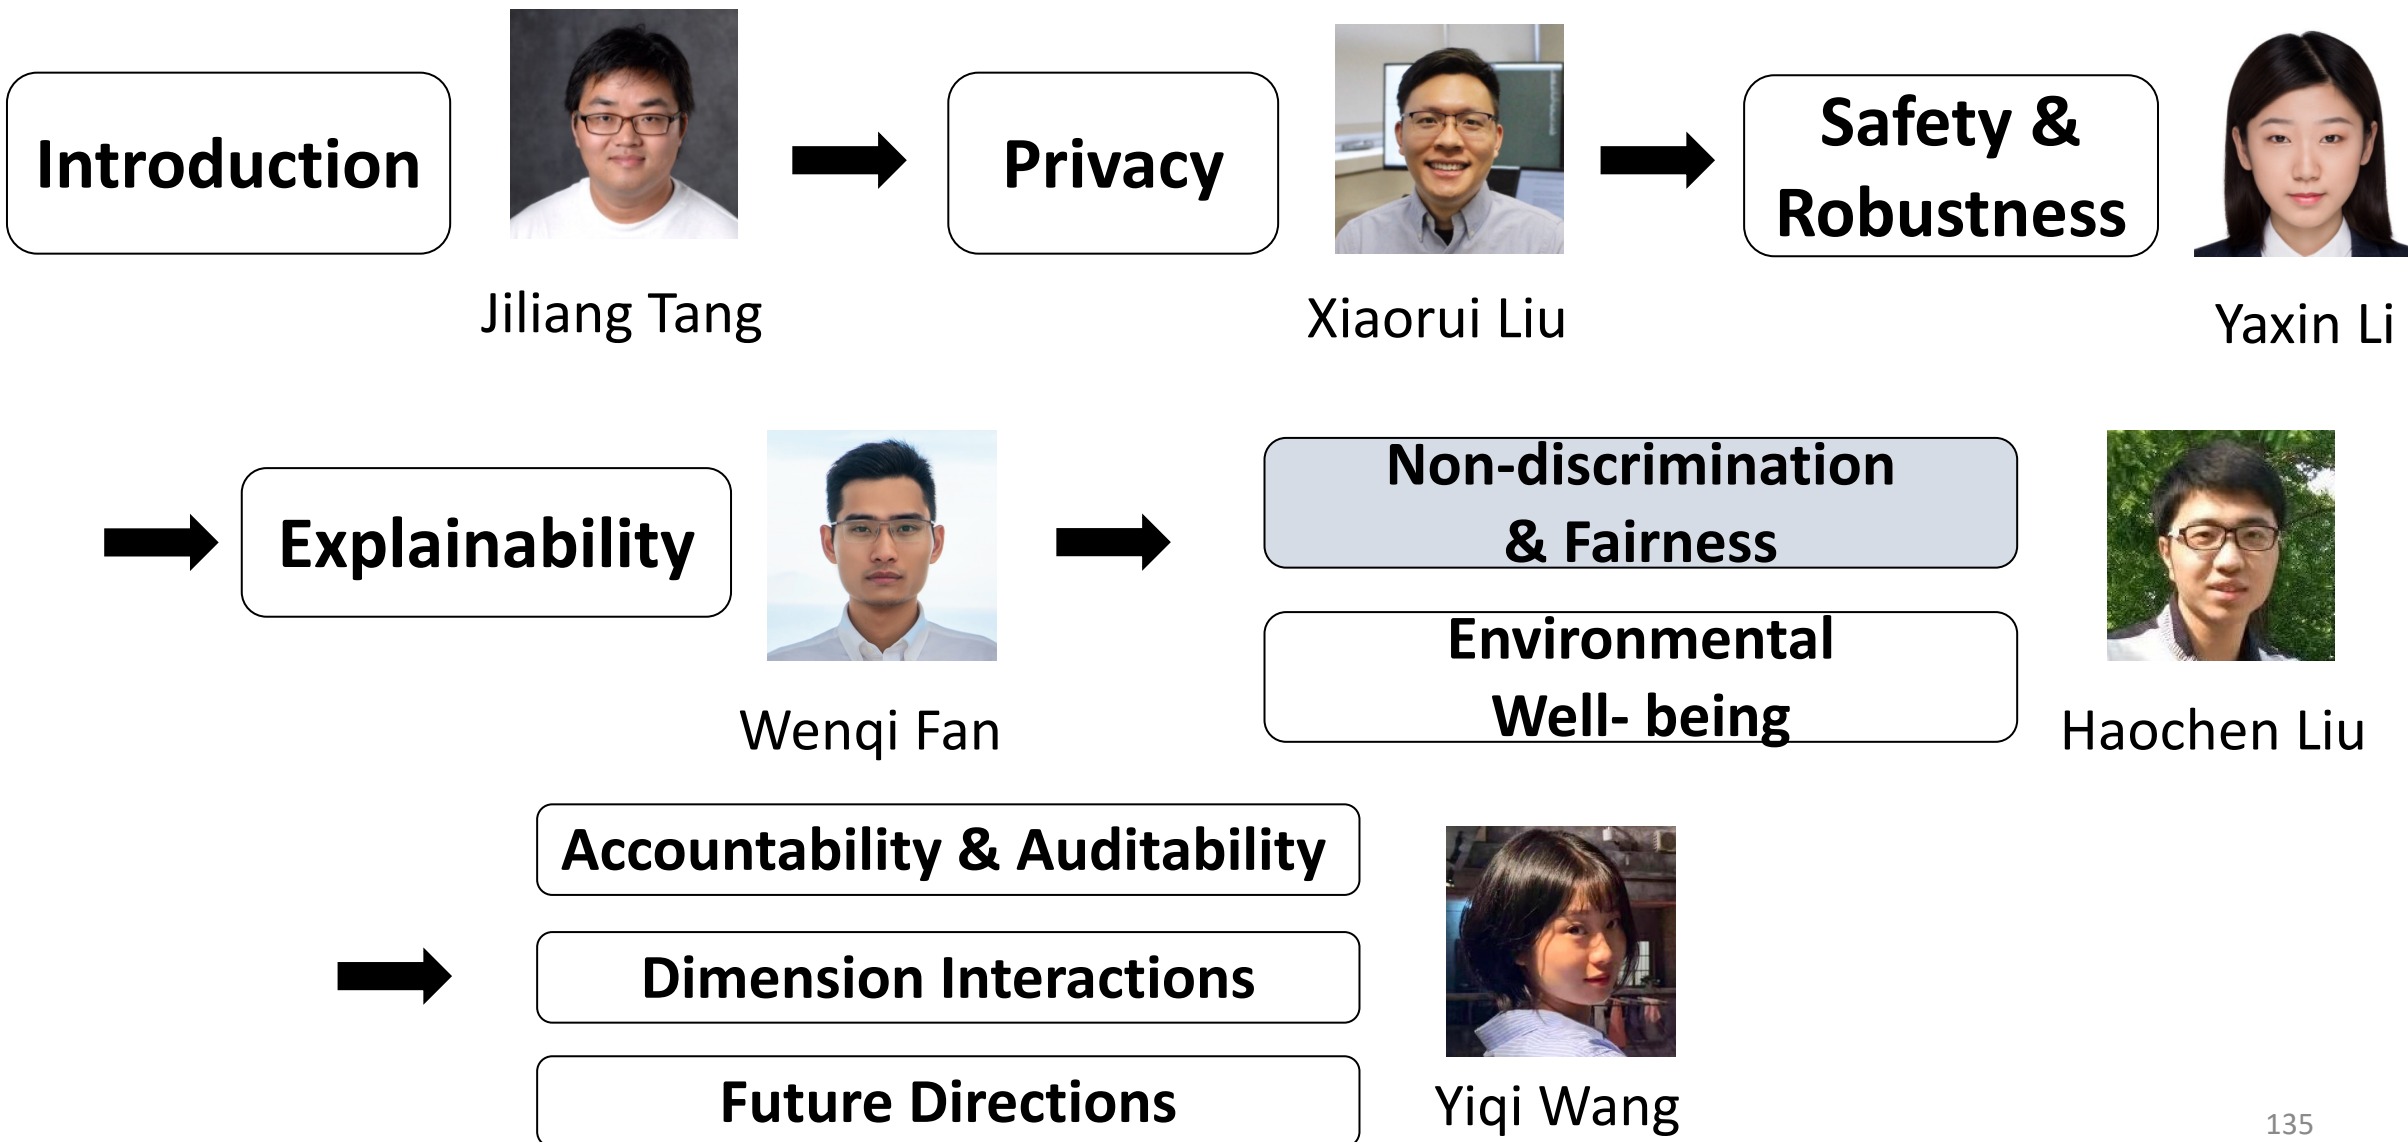 Introduction
Jiliang Tang
Privacy
Xiaorui Liu
Safety &
Robustness
Yaxin Li
Explainability
Wenqi Fan
Non-discrimination
& Fairness
Environmental
Well- being
Haochen Liu
Accountability & Auditability
Dimension Interactions
Future Directions
Yiqi Wang
135